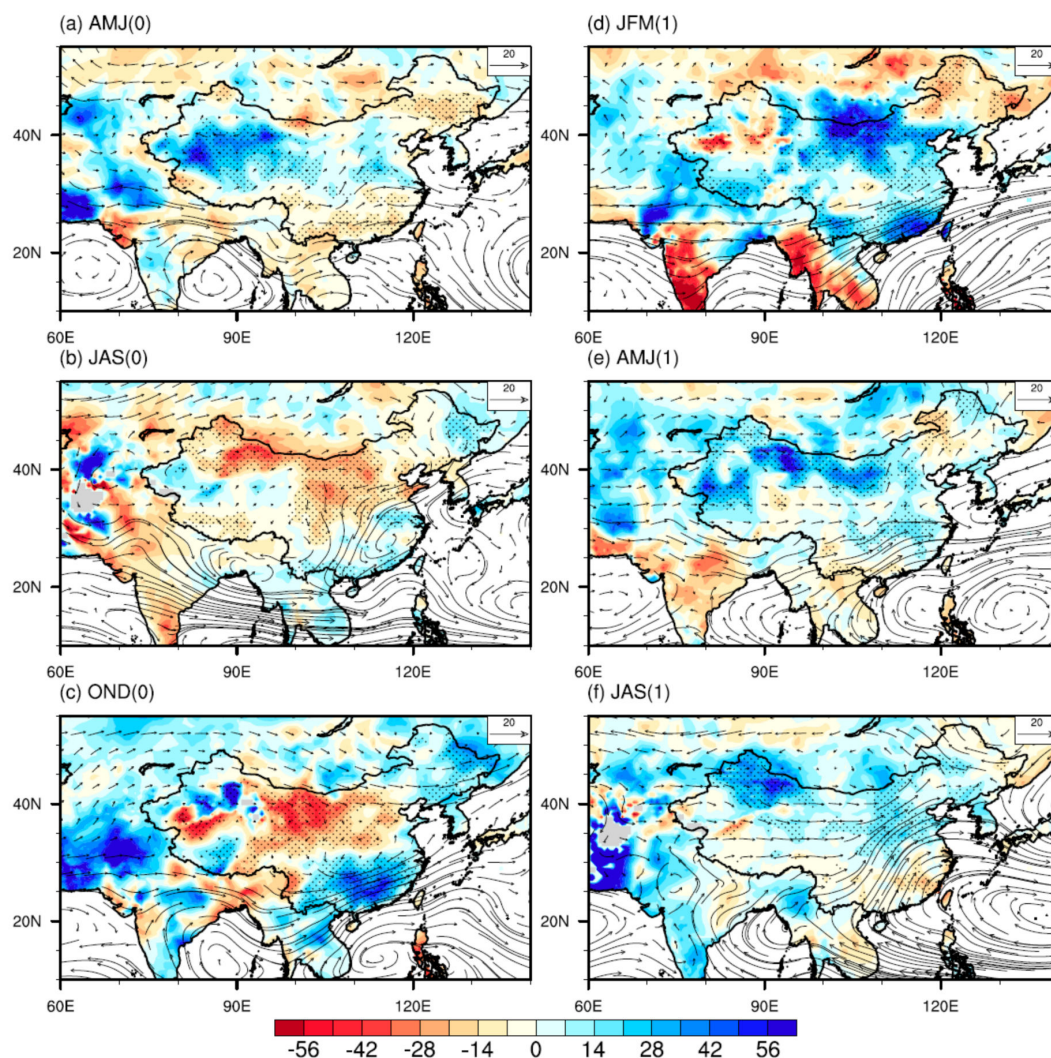 (a) AMJ(0)
20
40N
20N
60E 90E 120E
(b) JAS(0)
20
40N
20N
60E 90E 120E
(c) OND(0)
20
40N
20N
60E 90E 120E
(d) JFM(1)
20
40N
20N
60E 90E 120E
(e) AMJ(1)
20
40N
20N
60E 90E 120E
(f) JAS(1)
20
40N
20N
60E 90E 120E
-56 -42 -28 -14 0 14 28 42 56